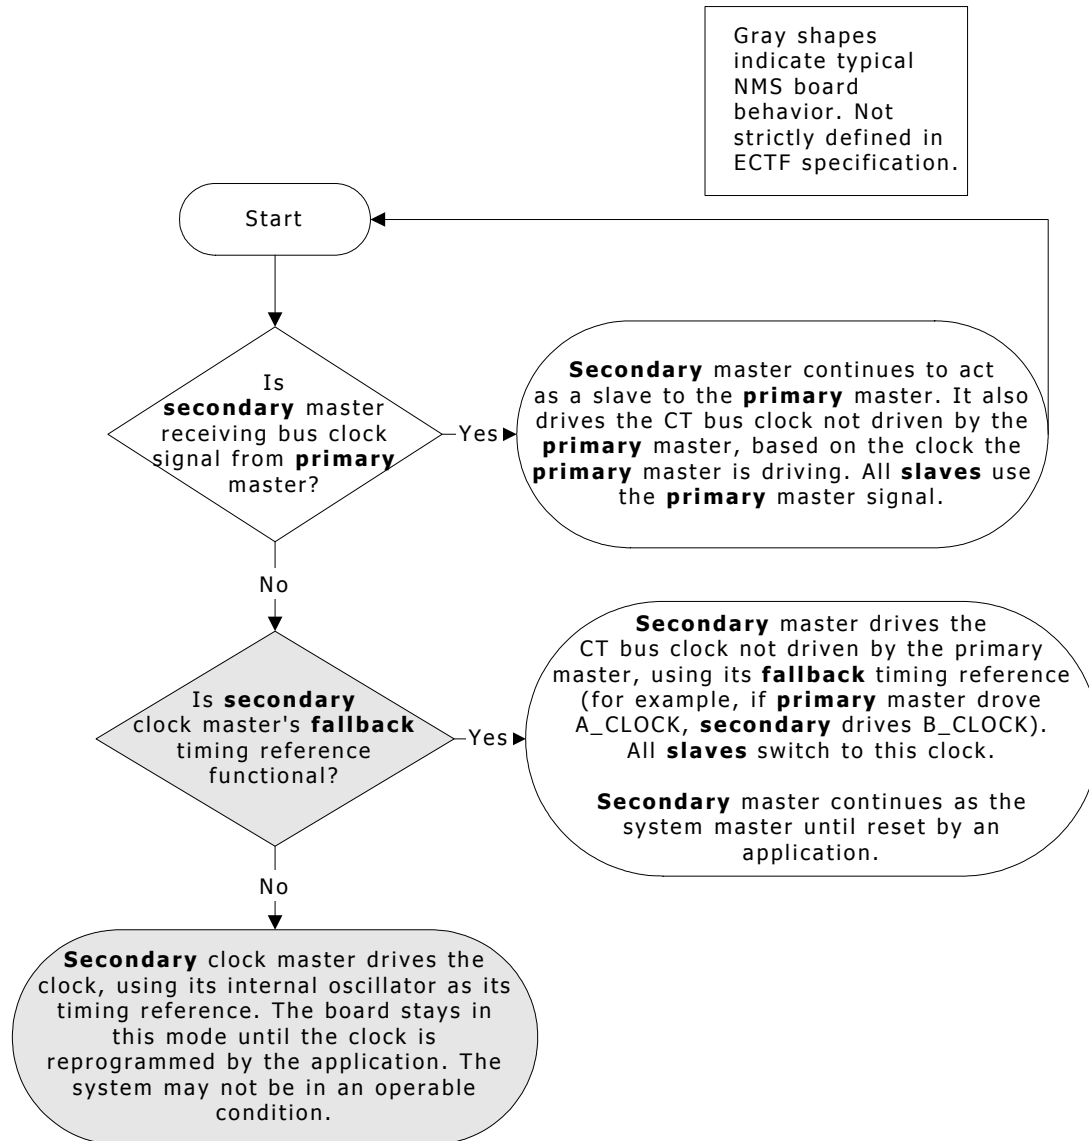 Gray shapes
indicate typical
NMS board
behavior. Not
strictly defined in
ECTF specification.
Start
Is
secondary master
receiving bus clock
signal from primary
master?
Yes
Secondary master continues to act
as a slave to the primary master. It also
drives the CT bus clock not driven by the
primary master, based on the clock the
primary master is driving. All slaves use
the primary master signal.
No
Is secondary
clock master's fallback
timing reference
functional?
Yes
Secondary master drives the
CT bus clock not driven by the primary
master, using its fallback timing reference
(for example, if primary master drove
A_CLOCK, secondary drives B_CLOCK).
All slaves switch to this clock.
Secondary master continues as the
system master until reset by an
application.
No
Secondary clock master drives the
clock, using its internal oscillator as its
timing reference. The board stays in
this mode until the clock is
reprogrammed by the application. The
system may not be in an operable
condition.